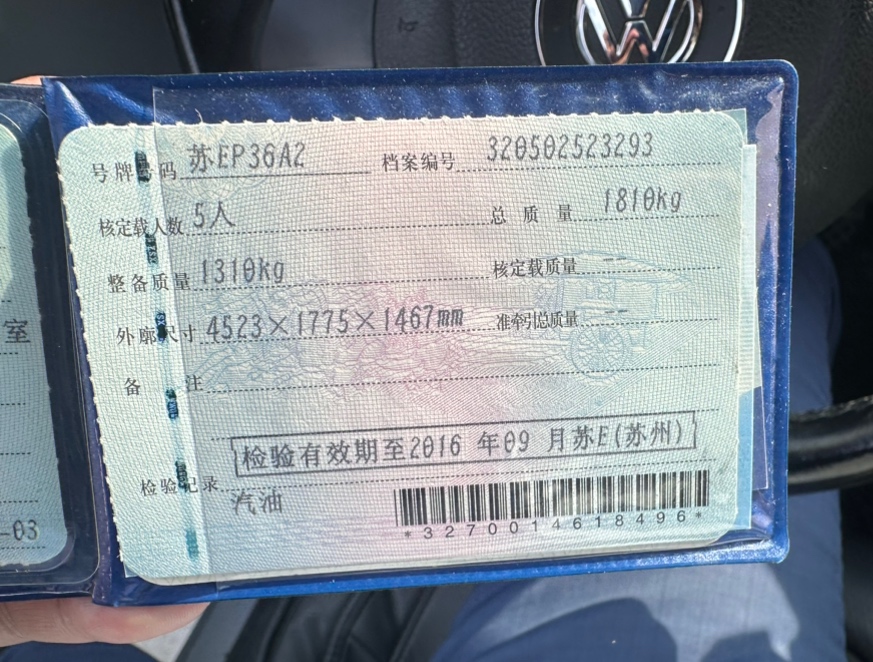 号牌号码 苏EP36A2 档案编号 320502523293
核定载人数 5人 总质量 1810kg
整备质量 1310kg 核定载质量 --
外廓尺寸 4523×1775×1467mm 准牵引总质量 --
备注
检验有效期至2016年09月苏E(苏州)
检验记录
汽油
*3270014618496*
室
-03